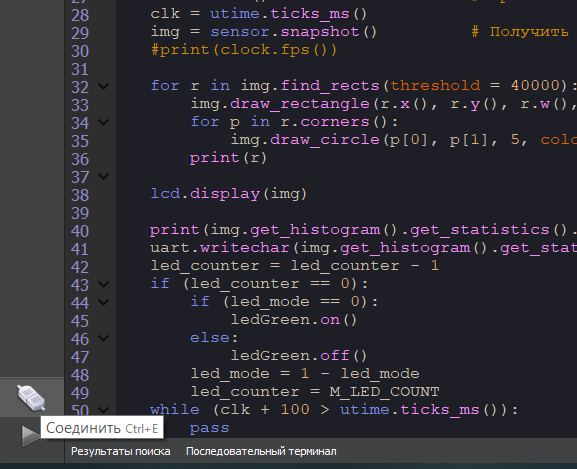 28 clk = utime.ticks_ms()
29 img = sensor.snapshot() # Получить
30 #print(clock.fps())
31
32 for r in img.find_rects(threshold = 40000):
33 img.draw_rectangle(r.x(), r.y(), r.w(),
34 for p in r.corners():
35 img.draw_circle(p[0], p[1], 5, colo
36 print(r)
37
38 lcd.display(img)
39
40 print(img.get_histogram().get_statistics().
41 uart.writechar(img.get_histogram().get_stat
42 led_counter = led_counter - 1
43 if (led_counter == 0):
44 if (led_mode == 0):
45 ledGreen.on()
46 else:
47 ledGreen.off()
48 led_mode = 1 - led_mode
49 led_counter = M_LED_COUNT
50 while (clk + 100 > utime.ticks_ms()):
pass
Соединить Ctrl+E
Результаты поиска Последовательный терминал